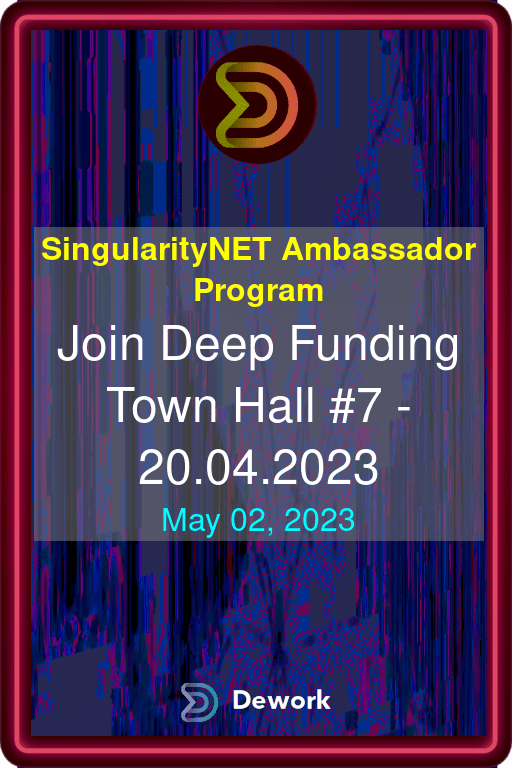 SingularityNET Ambassador
Program
Join Deep Funding
Town Hall #7 -
20.04.2023
May 02, 2023
Dework